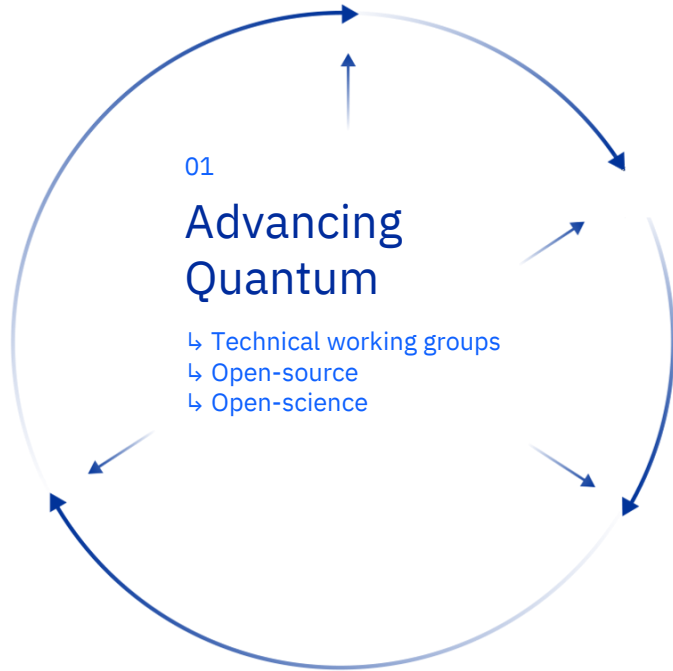 01
Advancing
Quantum
↳ Technical working groups
↳ Open-source
↳ Open-science